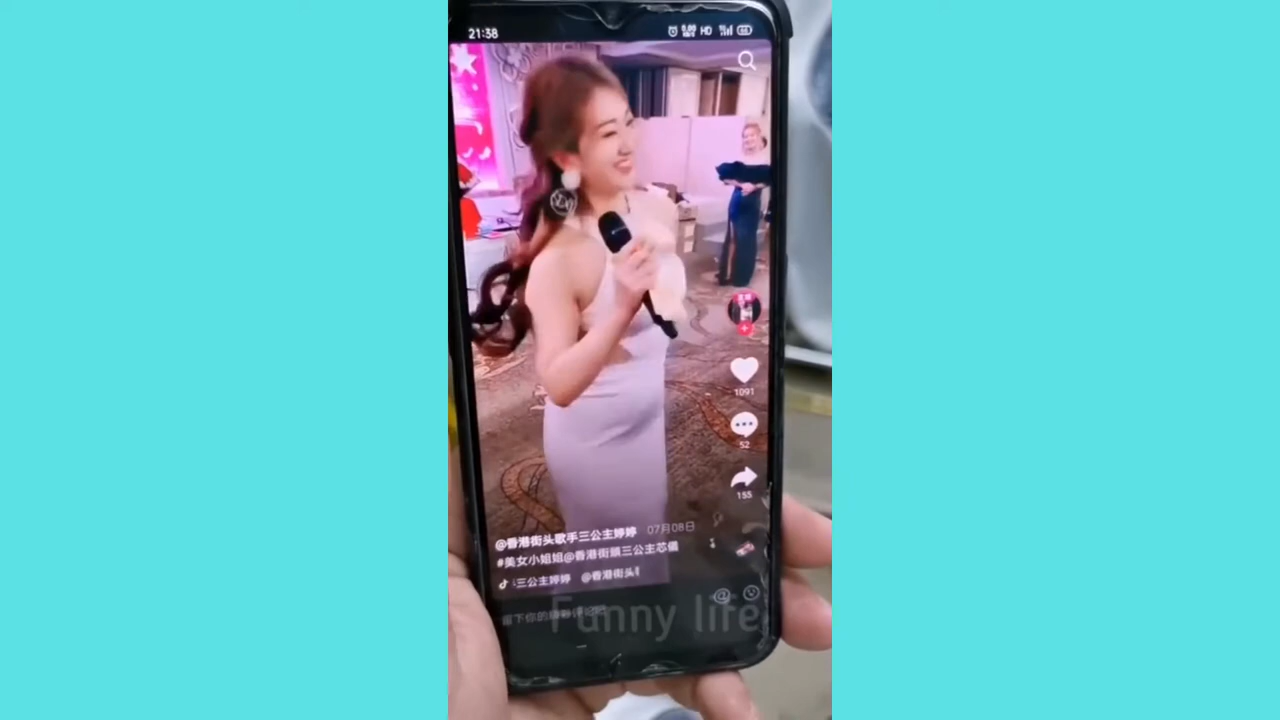 21:38
HD
1091
52
155
@香港街头歌手三公主婷婷 07月08日
#美女小姐姐@香港街頭三公主芯儀
三公主婷婷 @香港街头
Funny life